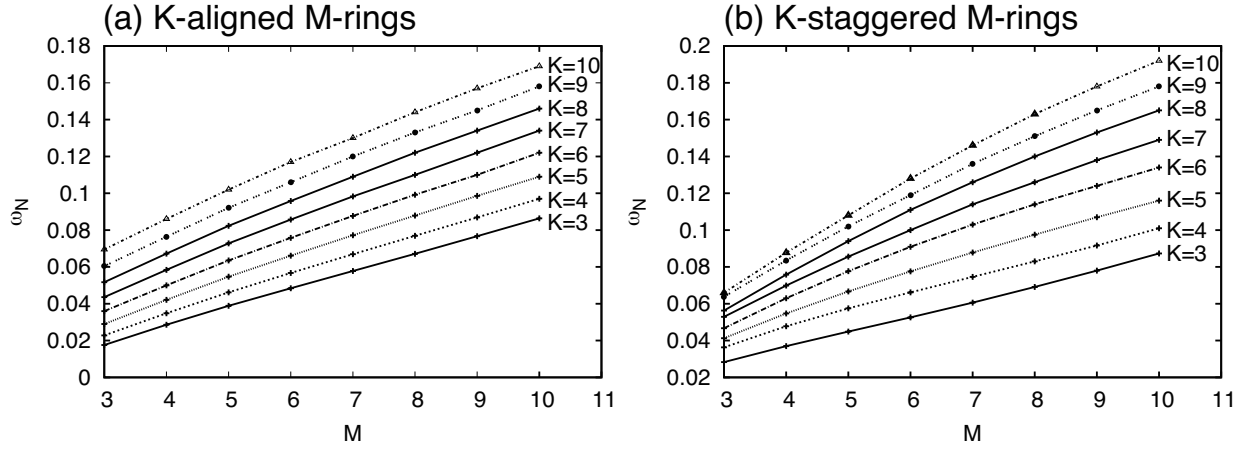 (a) K-aligned M-rings
0.18
0.16
0.14
0.12
0.1
0.08
0.06
0.04
0.02
0
ωN
3 4 5 6 7 8 9 10 11
M
K=10
K=9
K=8
K=7
K=6
K=5
K=4
K=3
(b) K-staggered M-rings
0.2
0.18
0.16
0.14
0.12
0.1
0.08
0.06
0.04
0.02
ωN
3 4 5 6 7 8 9 10 11
M
K=10
K=9
K=8
K=7
K=6
K=5
K=4
K=3